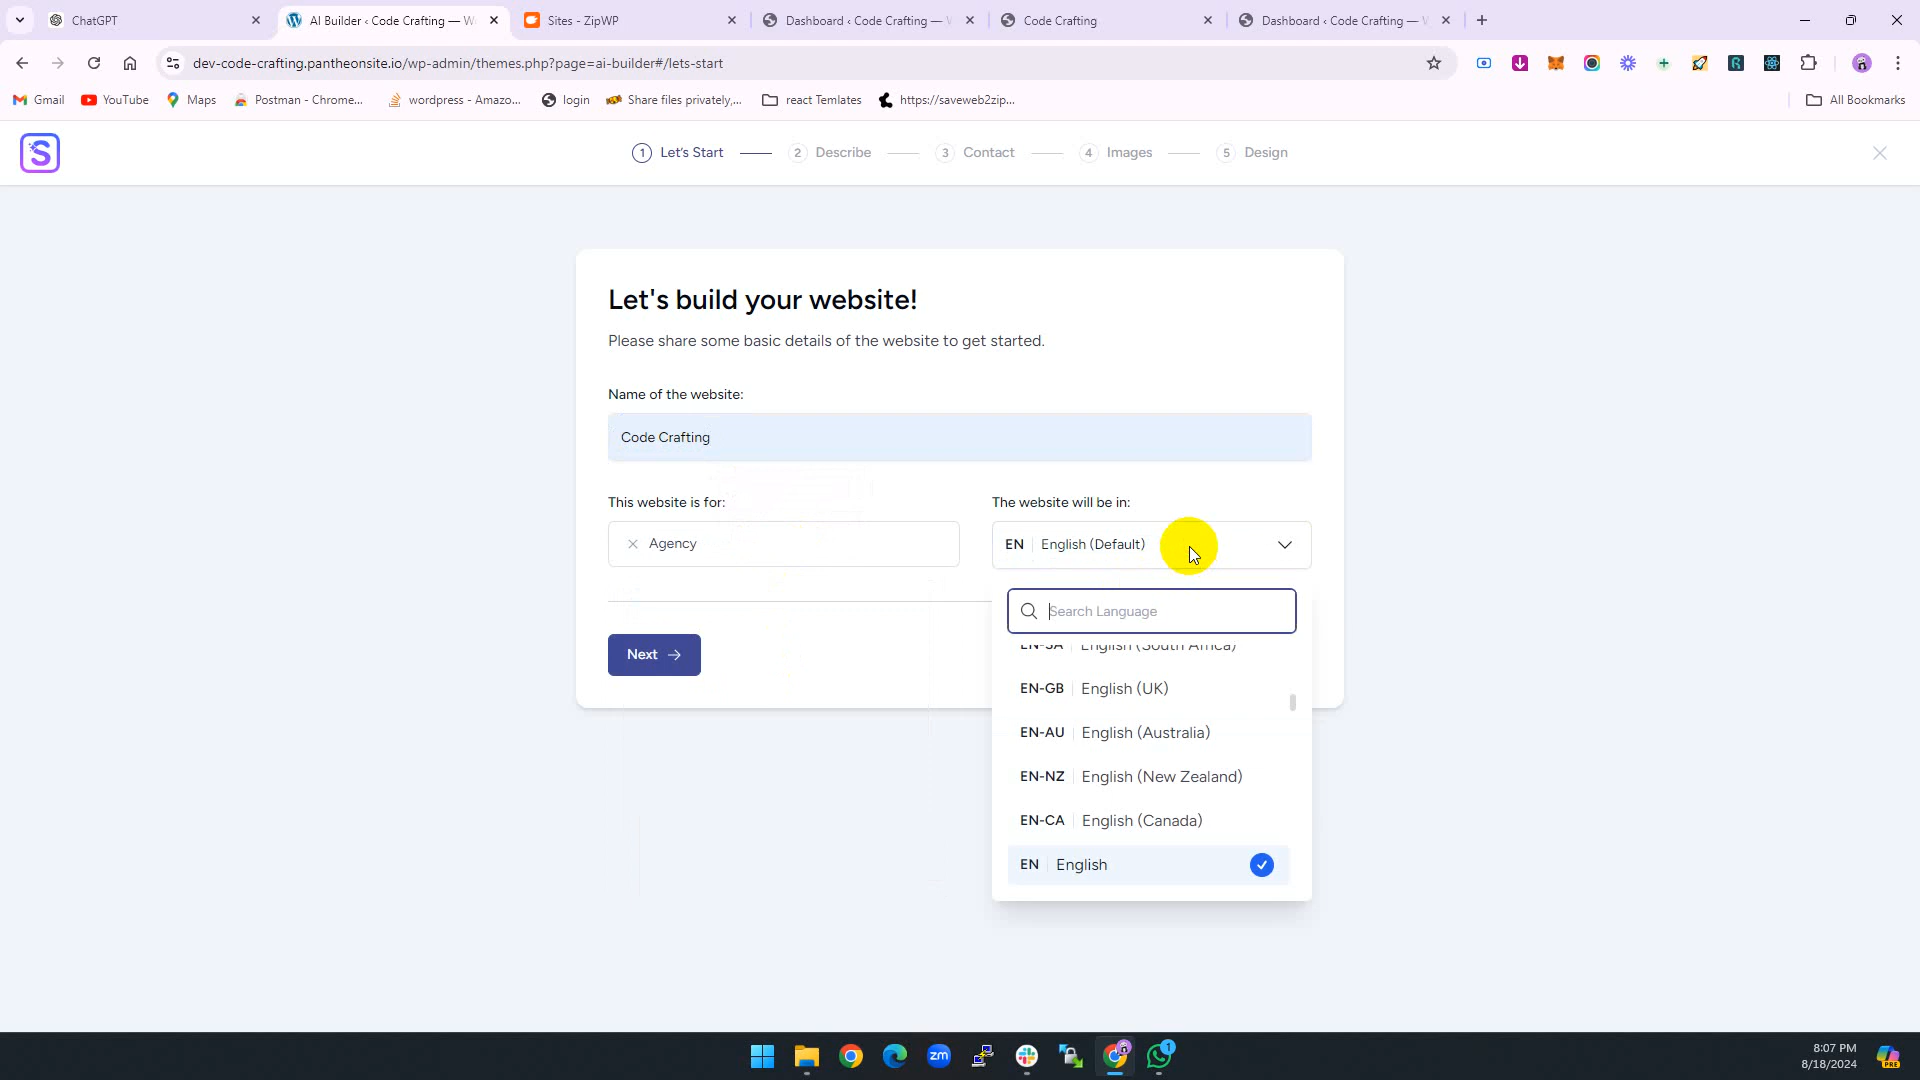 ChatGPT
AI Builder ‹ Code Crafting — W
Sites - ZipWP
Dashboard ‹ Code Crafting —
Code Crafting
Dashboard ‹ Code Crafting —
dev-code-crafting.pantheonsite.io/wp-admin/themes.php?page=ai-builder#/lets-start
Gmail
YouTube
Maps
Postman - Chrome...
wordpress - Amazo...
login
Share files privately,...
react Temlates
https://saveweb2zip...
All Bookmarks
S
1 Let's Start
2 Describe
3 Contact
4 Images
5 Design
Let's build your website!
Please share some basic details of the website to get started.
Name of the website:
Code Crafting
This website is for:
The website will be in:
Agency
EN English (Default)
Search Language
EN-SA English (South Africa)
EN-GB English (UK)
EN-AU English (Australia)
EN-NZ English (New Zealand)
EN-CA English (Canada)
EN English
Next
zm
1
8:07 PM
8/18/2024
PRE